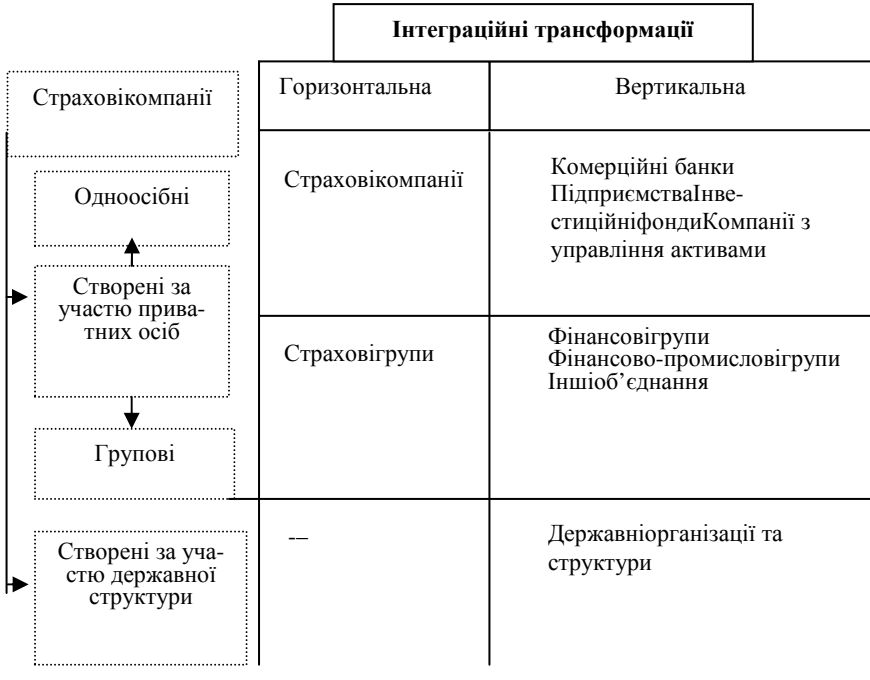 Інтеграційні трансформації
Страховікомпанії
Горизонтальна
Вертикальна
Одноосібні
Страховікомпанії
Комерційні банки
ПідприємстваІнве-
стиційніфондиКомпанії з
управління активами
Створені за
участю прива-
тних осіб
Страховігрупи
Фінансовігрупи
Фінансово-промисловігрупи
Іншіоб’єднання
Групові
Створені за уча-
стю державної
структури
-–
Державніорганізації та
структури